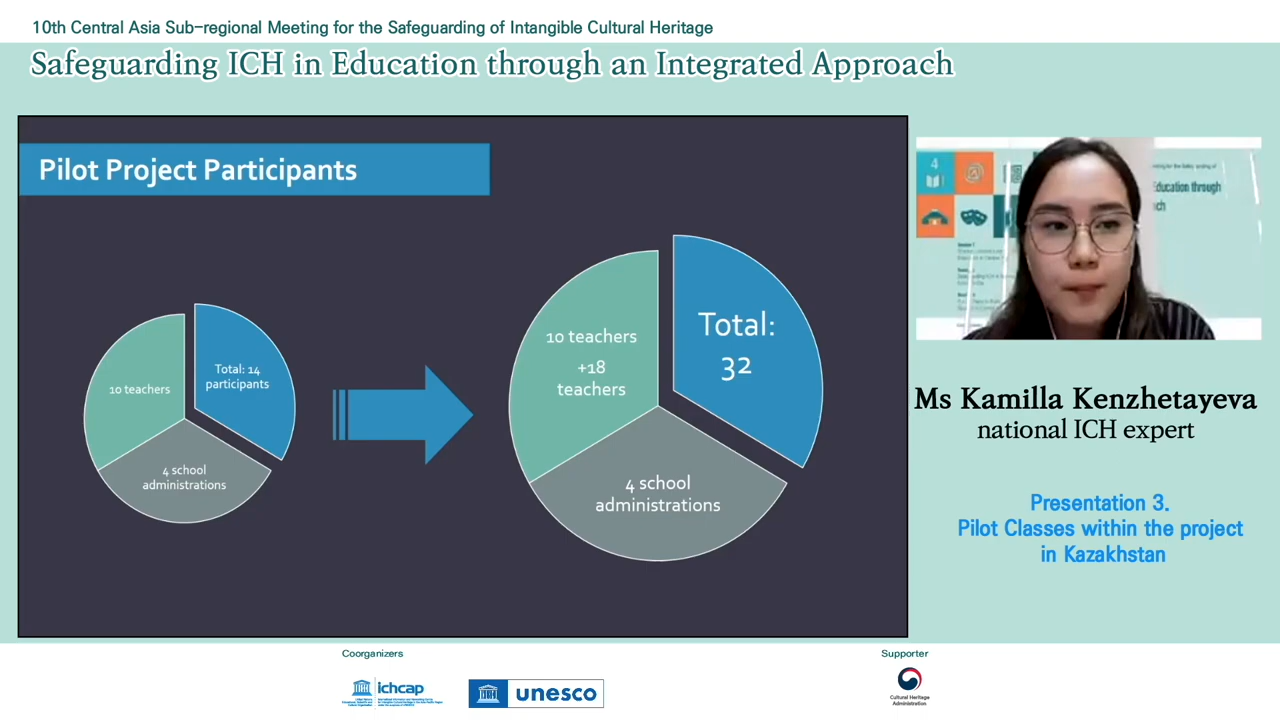 10th Central Asia Sub-regional Meeting for the Safeguarding of Intangible Cultural Heritage
Safeguarding ICH in Education through an Integrated Approach
Pilot Project Participants
10 teachers
Total: 14
participants
4 school
administrations
10 teachers
+18
teachers
Total:
32
4 school
administrations
4
Education through
Ms Kamilla Kenzhetayeva
national ICH expert
Presentation 3.
Pilot Classes within the project
in Kazakhstan
Coorganizers
ichcap
unesco
Supporter
Cultural Heritage
Administration